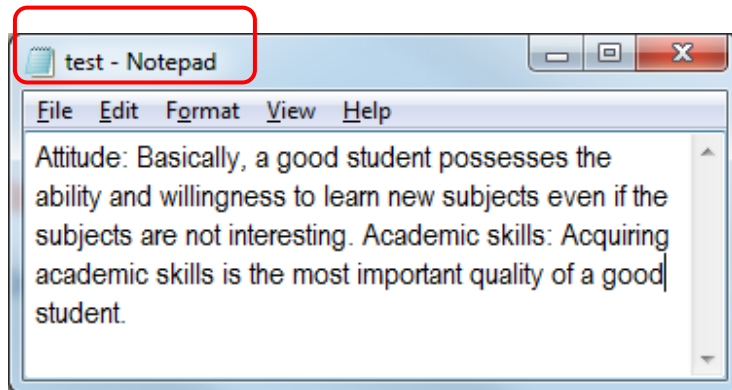 test - Notepad
File Edit Format View Help
Attitude: Basically, a good student possesses the
ability and willingness to learn new subjects even if the
subjects are not interesting. Academic skills: Acquiring
academic skills is the most important quality of a good
student.